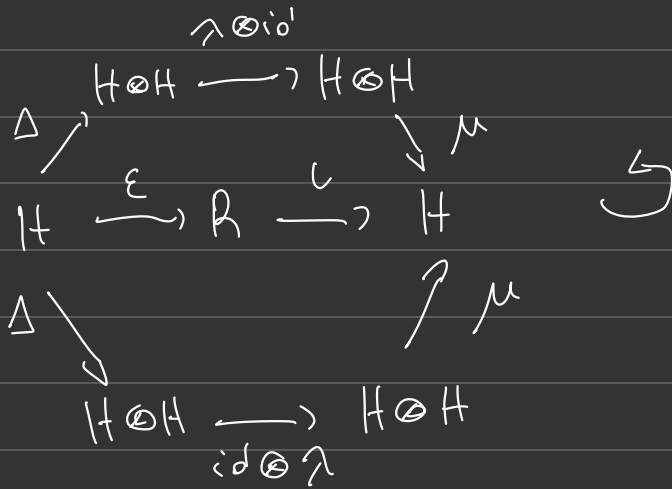 λ ⊗ id
H ⊗ H → H ⊗ H
Δ μ
H ε → R ι → H
Δ μ
H ⊗ H → H ⊗ H
id ⊗ λ